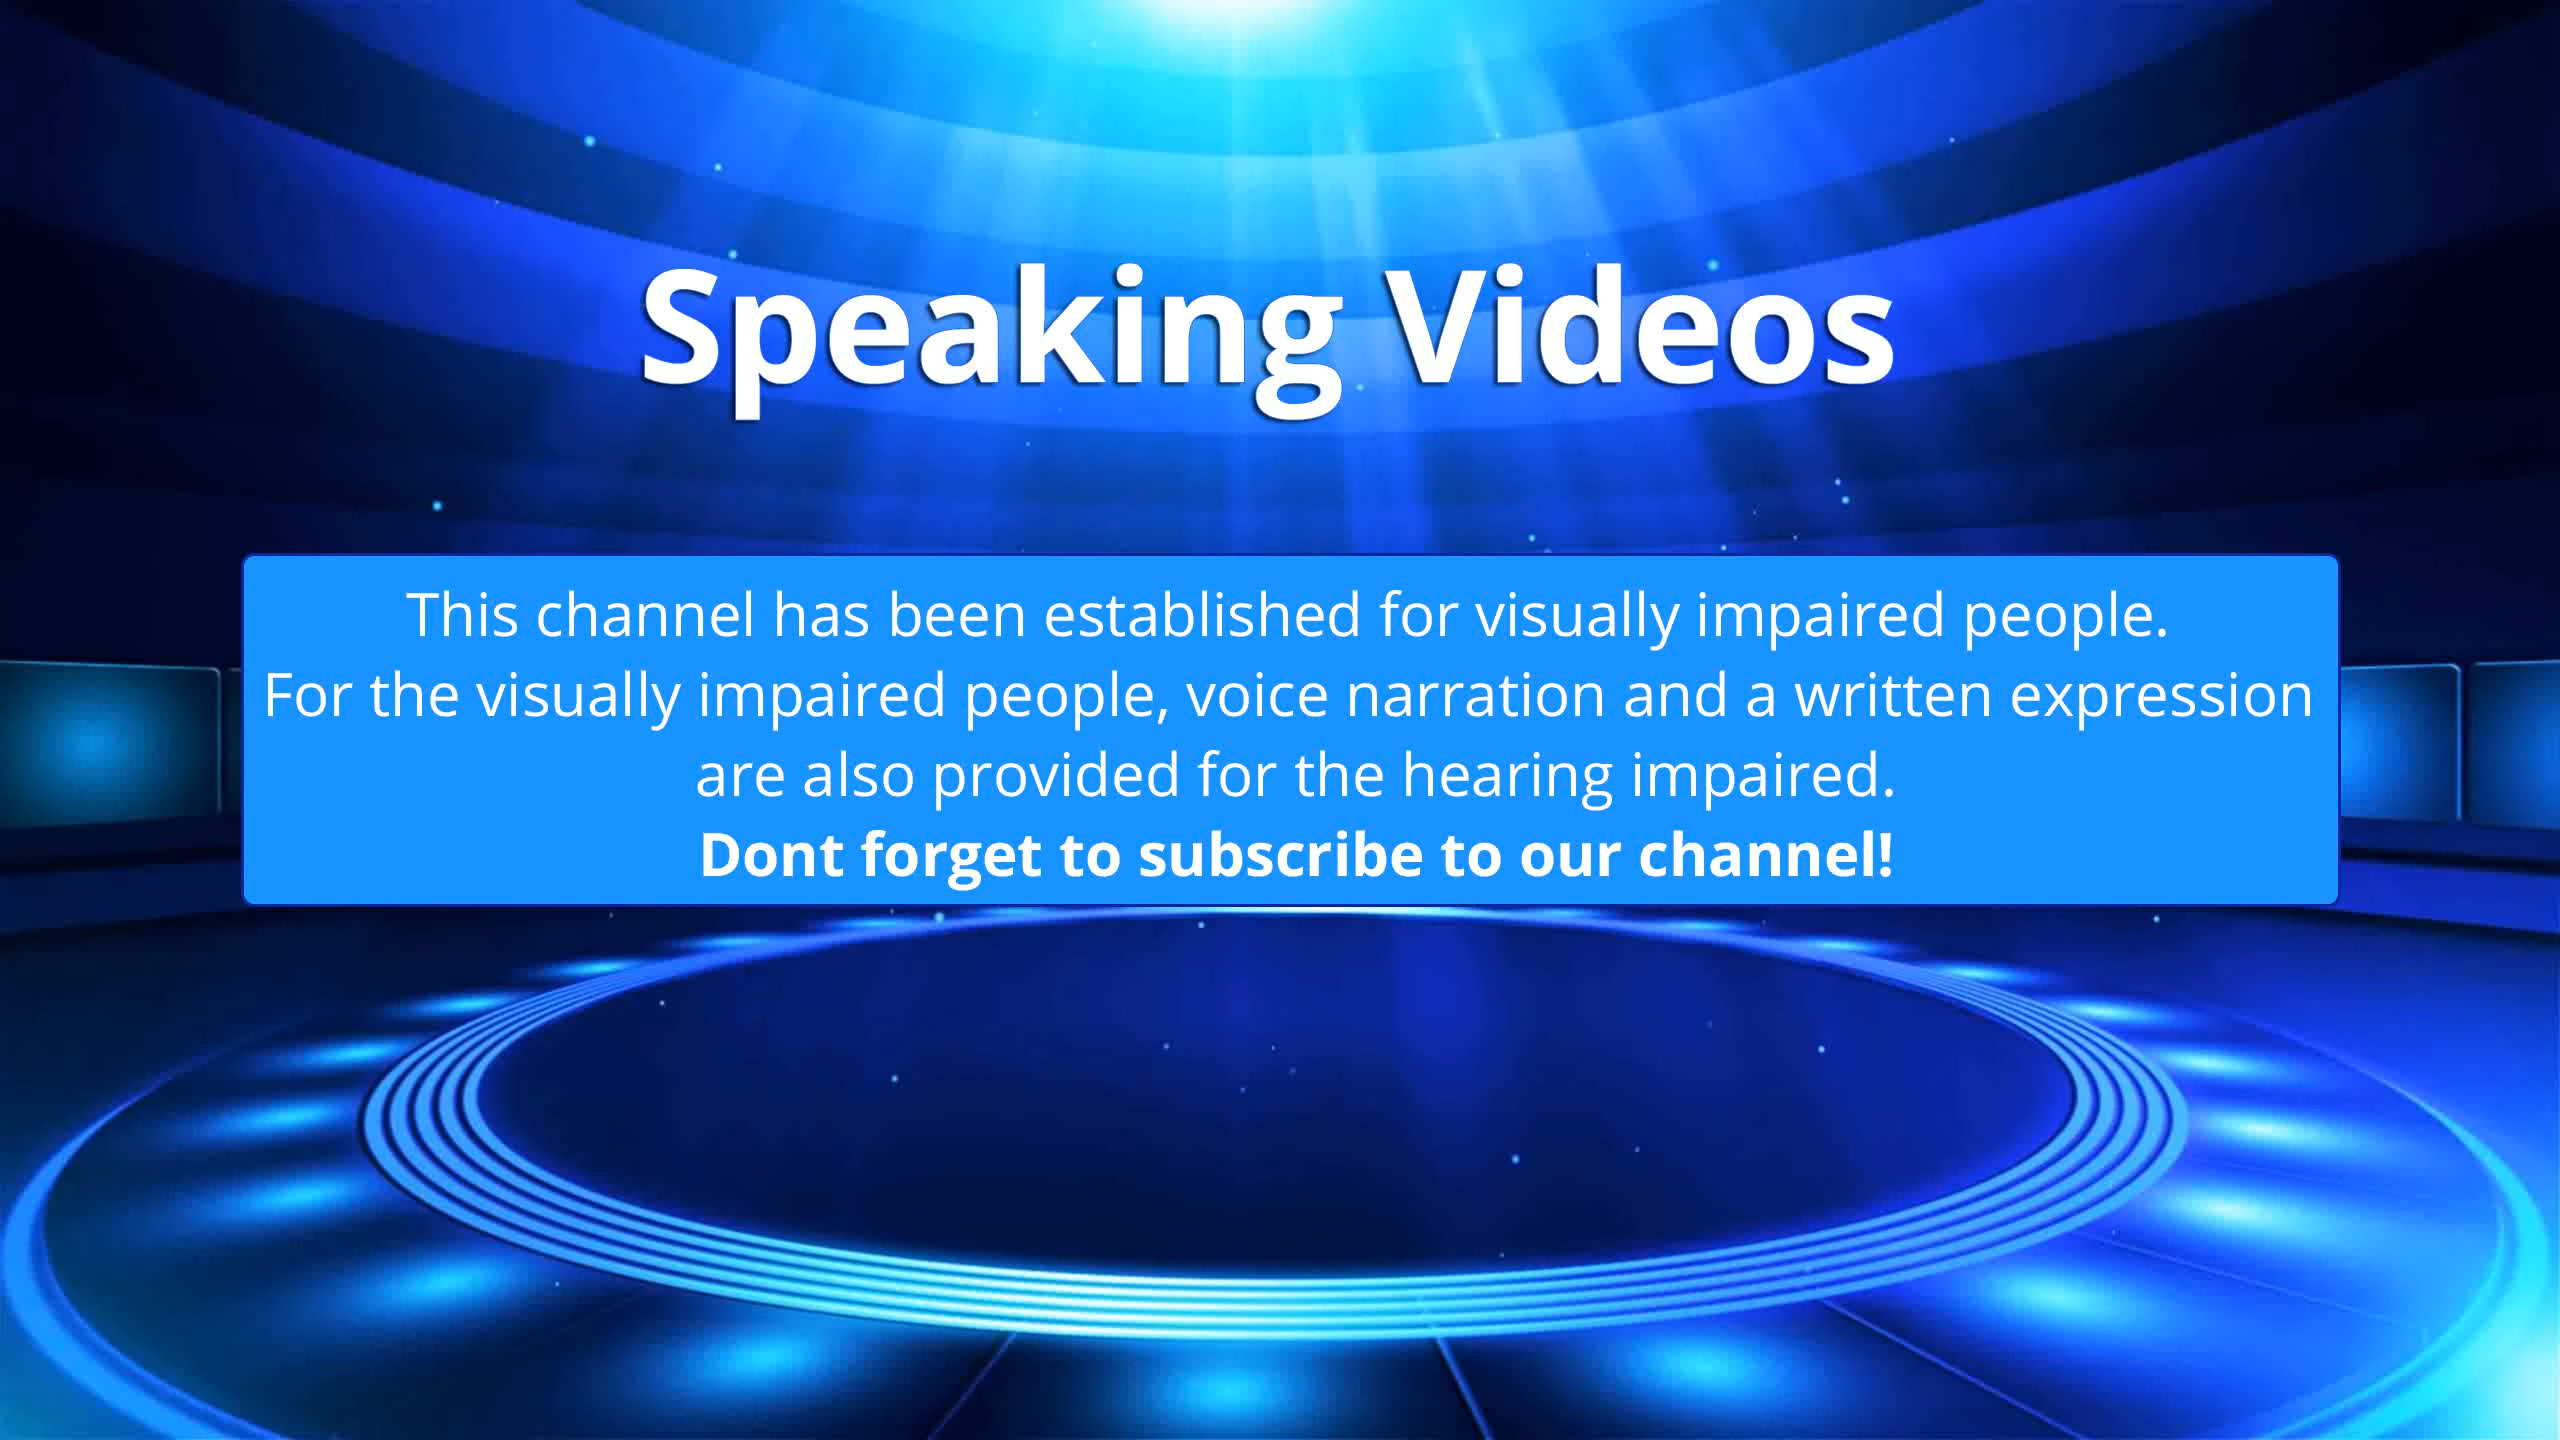 Speaking Videos
This channel has been established for visually impaired people.
For the visually impaired people, voice narration and a written expression
are also provided for the hearing impaired.
Dont forget to subscribe to our channel!